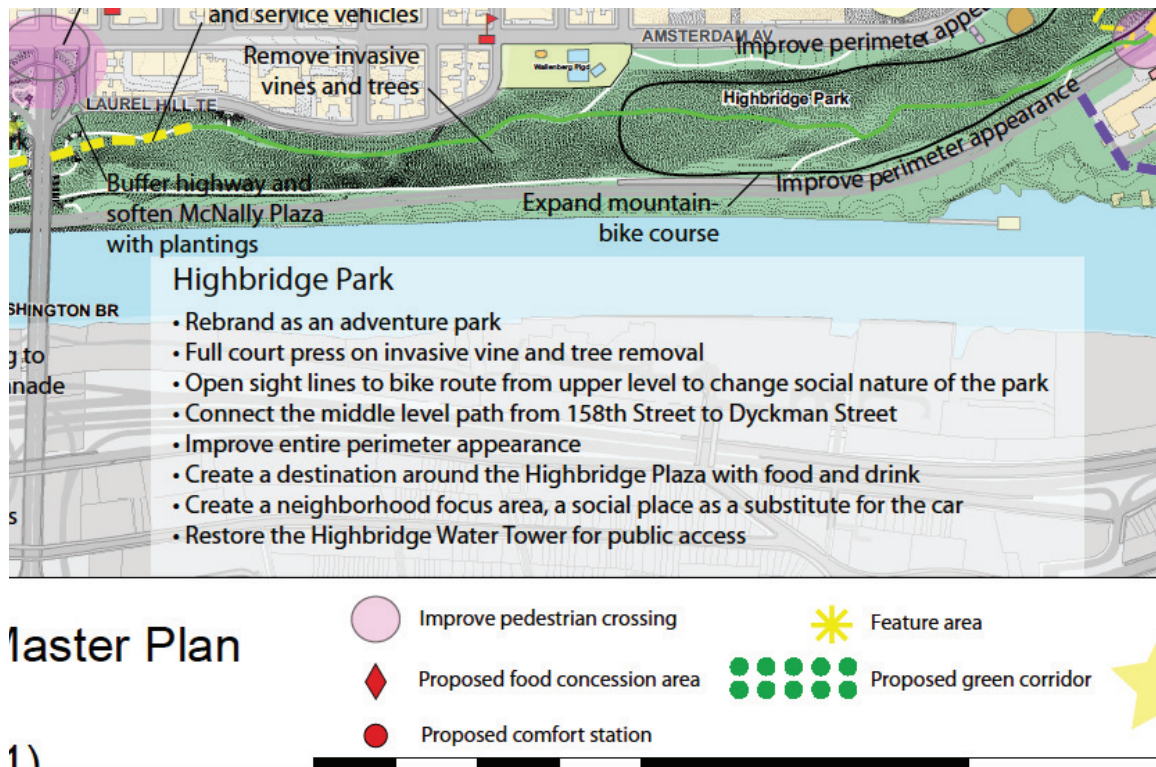 and service vehicles
AMSTERDAM AV
Improve perimeter appe
Remove invasive
vines and trees
Wallenberg Plgd
Highbridge Park
LAUREL HILL TE
Improve perimeter appearance
rk
Buffer highway and
soften McNally Plaza
with plantings
Expand mountain-
bike course
Highbridge Park
• Rebrand as an adventure park
SHINGTON BR
• Full court press on invasive vine and tree removal
g to
nade
• Open sight lines to bike route from upper level to change social nature of the park
• Connect the middle level path from 158th Street to Dyckman Street
• Improve entire perimeter appearance
• Create a destination around the Highbridge Plaza with food and drink
• Create a neighborhood focus area, a social place as a substitute for the car
s
• Restore the Highbridge Water Tower for public access
Master Plan
Improve pedestrian crossing
Feature area
Proposed food concession area
Proposed green corridor
Proposed comfort station
1)